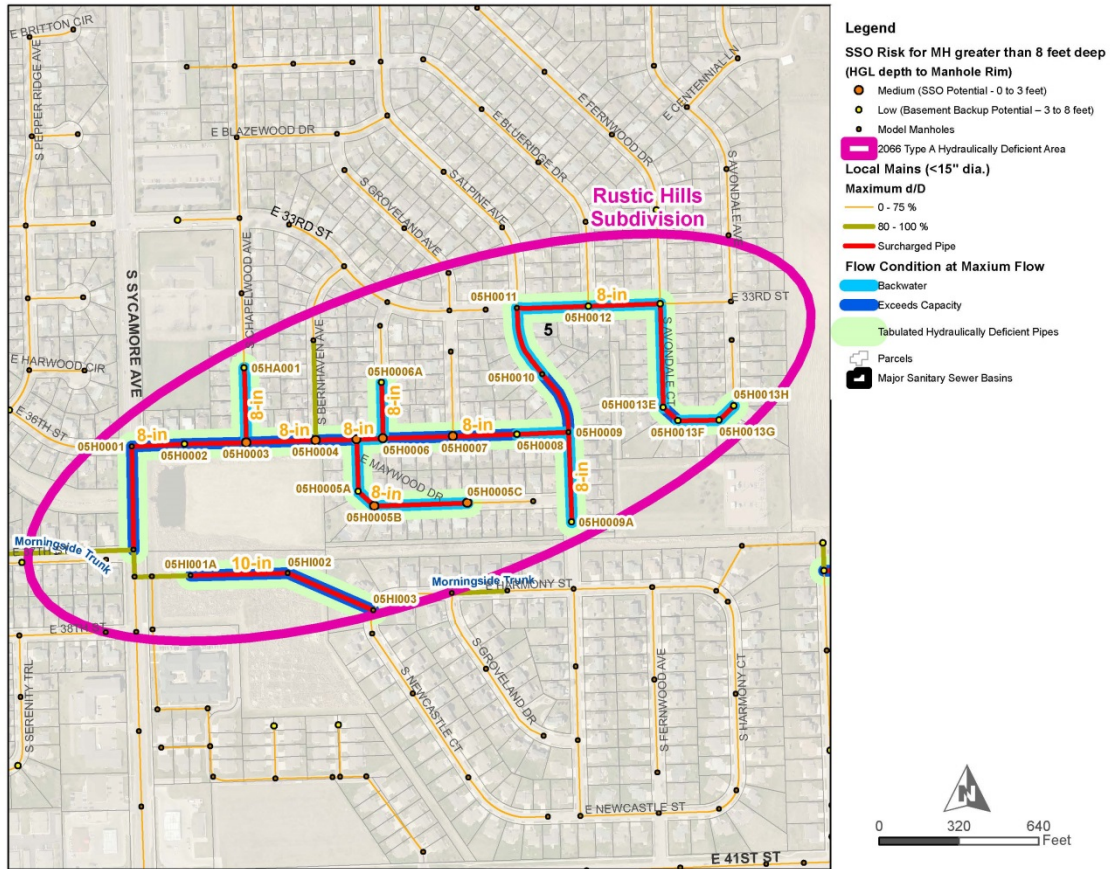 E BRITTON CIR
S PEPPER RIDGE AVE
E BLAZEWOOD DR
E CENTENNIAL LN
E FERNWOOD DR
E BLUERIDGE DR
S ALPINE AVE
S GROVELAND AVE
S AVONDALE AVE
Rustic Hills
Subdivision
E 33RD ST
S CHAPELWOOD AVE
S SYCAMORE AVE
E HARWOOD CIR
E 36TH ST
S BERNHAVEN AVE
05H0011
8-in
05H0012
E 33RD ST
5
S AVONDALE CT
05HA001
05H0006A
05H0010
8-in
8-in
05H0013E
05H0013H
05H0013F
05H0013G
05H0001
8-in
05H0002
05H0003
8-in
05H0004
8-in
05H0006
05H0007
8-in
05H0008
05H0009
8-in
E MAYWOOD DR
05H0005A
8-in
05H0005B
05H0005C
05H0009A
E 37TH ST
Morningside Trunk
05HI001A
10-in
05HI002
05HI003
Morningside Trunk
E HARMONY ST
E 38TH ST
S SERENITY TRL
S NEWCASTLE CT
S GROVELAND DR
S FERNWOOD AVE
S HARMONY CT
E NEWCASTLE ST
E 41ST ST
Legend
SSO Risk for MH greater than 8 feet deep
(HGL depth to Manhole Rim)
Medium (SSO Potential - 0 to 3 feet)
Low (Basement Backup Potential – 3 to 8 feet)
Model Manholes
2066 Type A Hydraulically Deficient Area
Local Mains (<15" dia.)
Maximum d/D
0 - 75 %
80 - 100 %
Surcharged Pipe
Flow Condition at Maxium Flow
Backwater
Exceeds Capacity
Tabulated Hydraulically Deficient Pipes
Parcels
Major Sanitary Sewer Basins
N
0 320 640
Feet